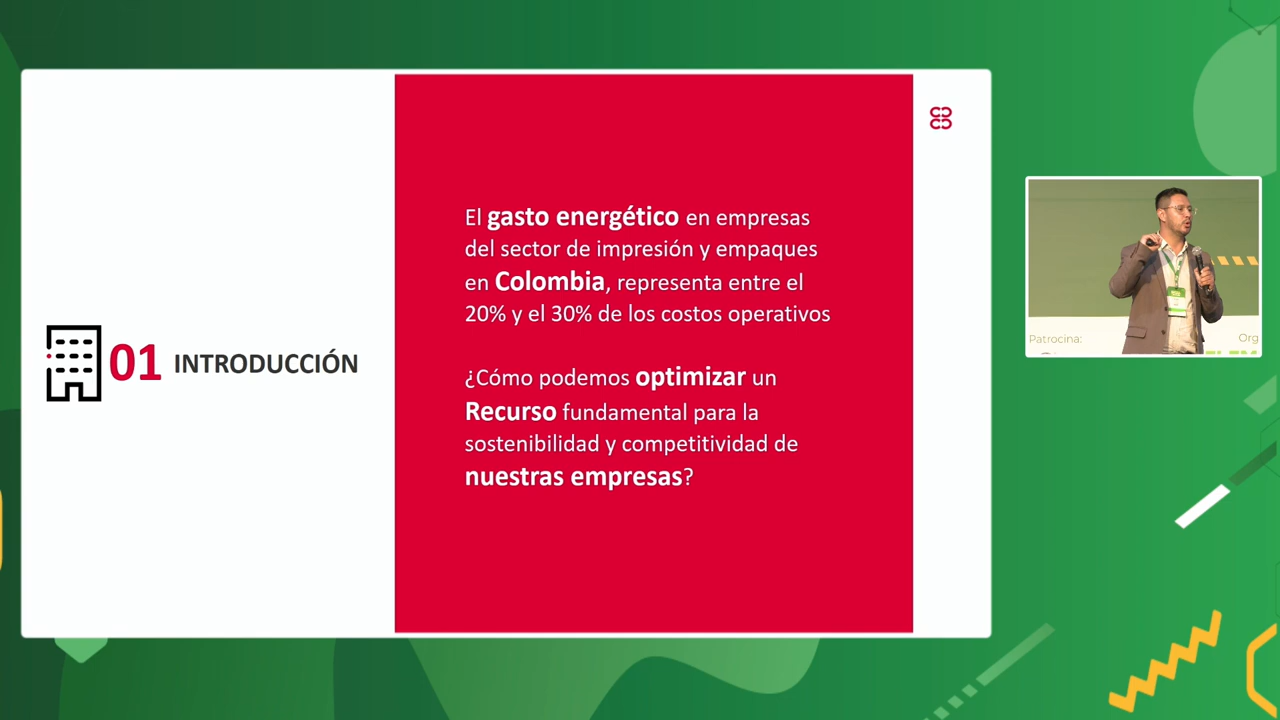 01 INTRODUCCIÓN
El gasto energético en empresas
del sector de impresión y empaques
en Colombia, representa entre el
20% y el 30% de los costos operativos
¿Cómo podemos optimizar un
Recurso fundamental para la
sostenibilidad y competitividad de
nuestras empresas?
Patrocina:
Org